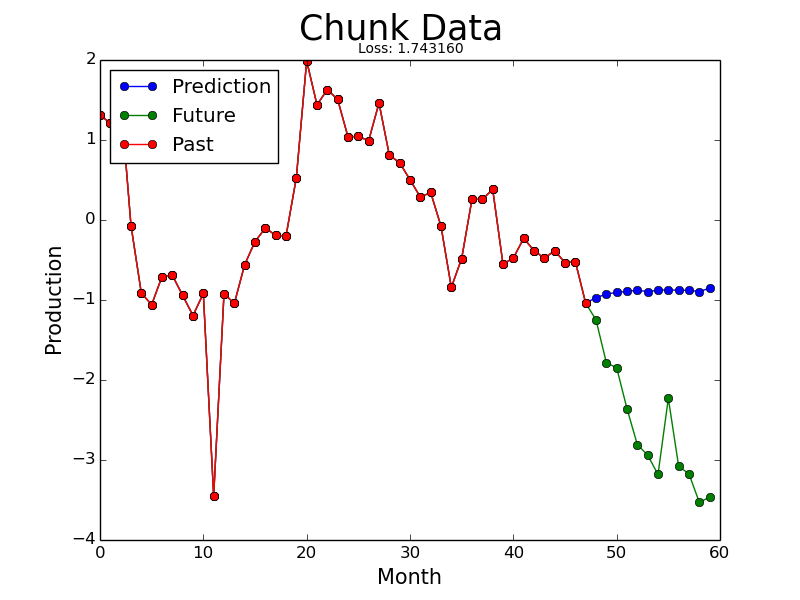 Chunk Data
Loss: 1.743160
Prediction
Future
Past
Production
2
1
0
−1
−2
−3
−4
0 10 20 30 40 50 60
Month